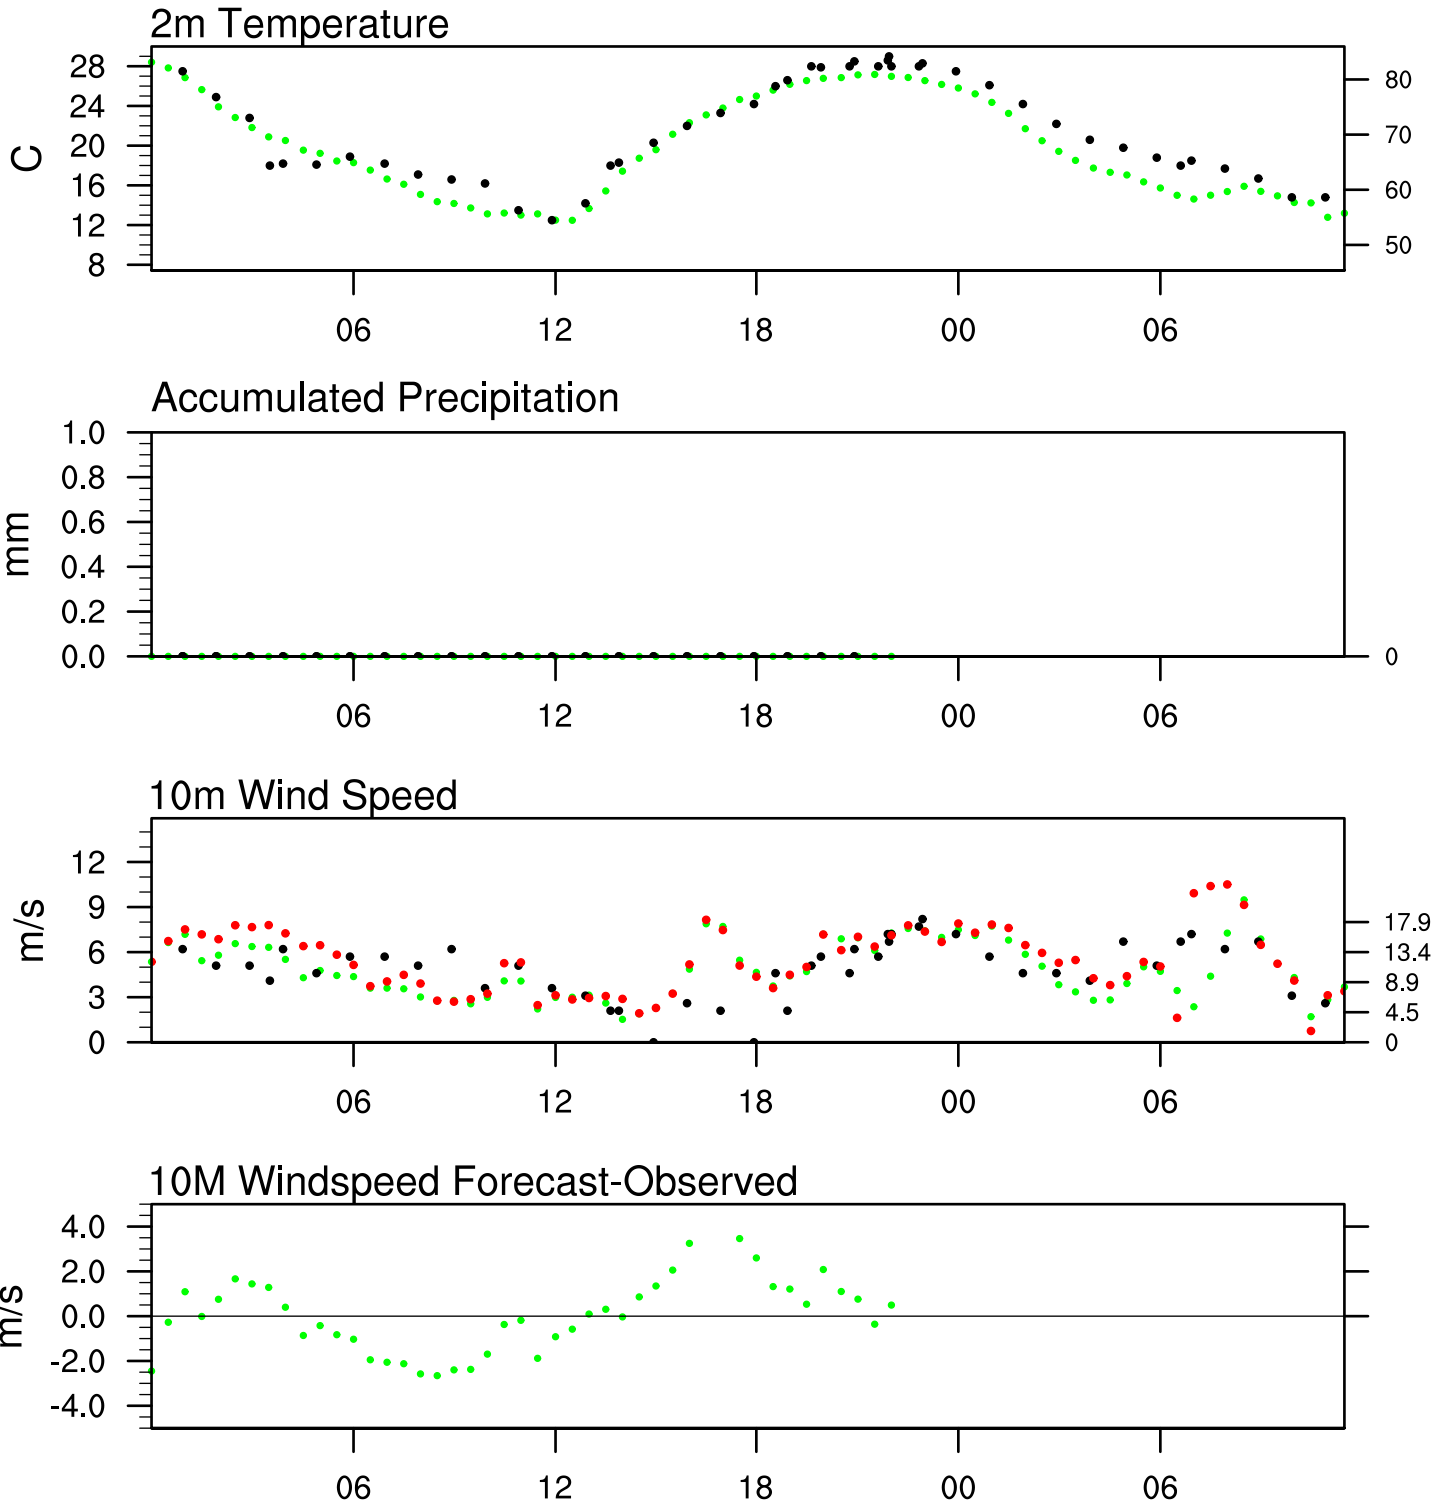 2m Temperature
28
24
20
16
12
8
C
80
70
60
50
06 12 18 00 06
Accumulated Precipitation
1.0
0.8
0.6
0.4
0.2
0.0
mm
0
06 12 18 00 06
10m Wind Speed
12
9
6
3
0
m/s
17.9
13.4
8.9
4.5
0
06 12 18 00 06
10M Windspeed Forecast-Observed
4.0
2.0
0.0
-2.0
-4.0
m/s
06 12 18 00 06